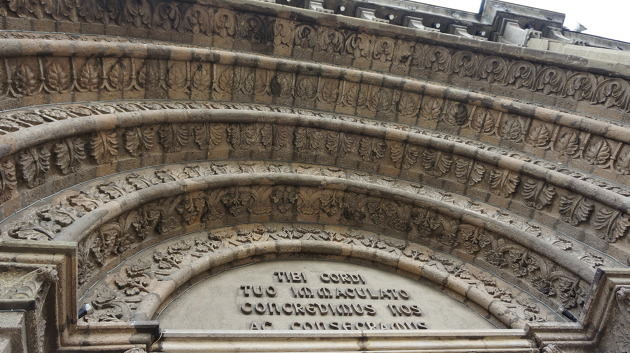 TIBI CORDI
TUO IMMACULATO
CONCREDIMUS NOS
AC CONSECRAMUS